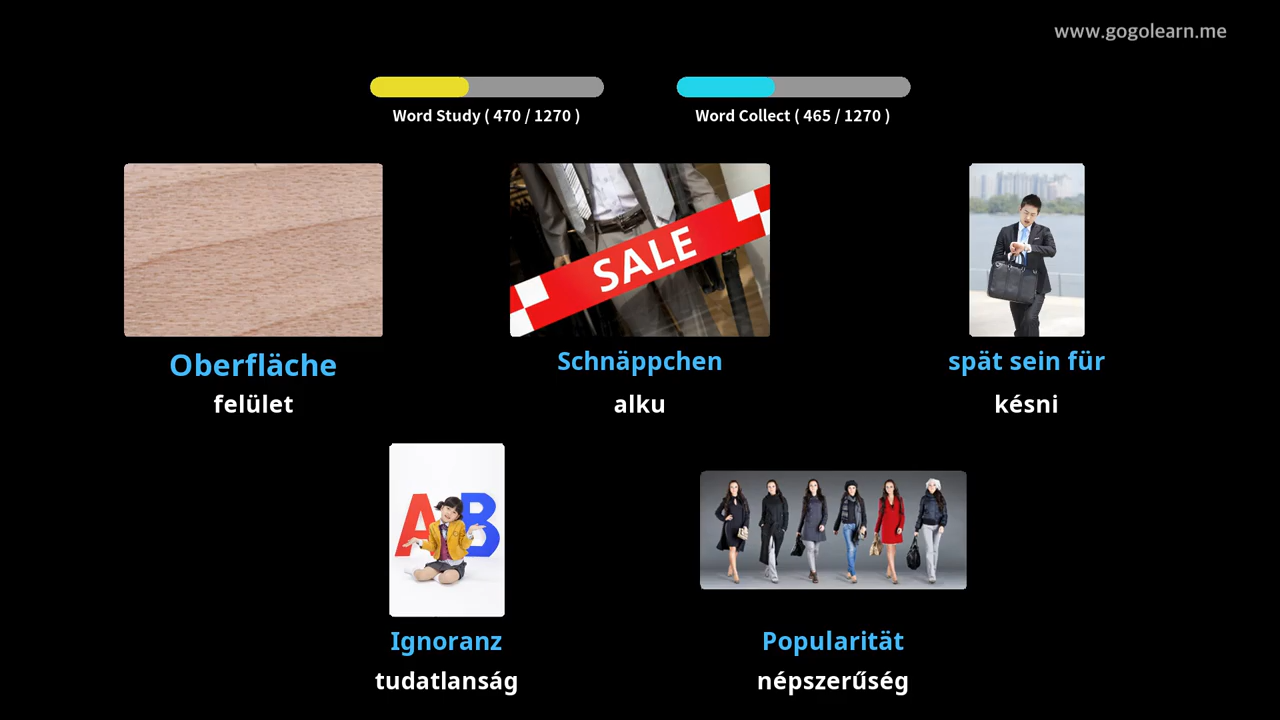 www.gogolearn.me
Word Study ( 470 / 1270 )
Word Collect ( 465 / 1270 )
SALE
Oberfläche
felület
Schnäppchen
alku
spät sein für
késni
A B
Ignoranz
tudatlanság
Popularität
népszerűség